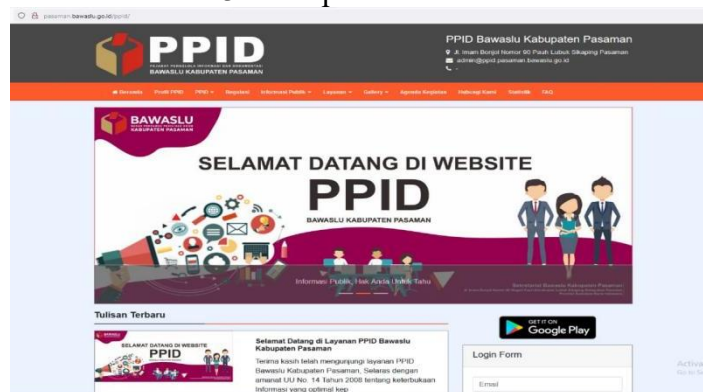 pasaman.bawaslu.go.id/ppid/
PPID
BAWASLU KABUPATEN PASAMAN
PPID Bawaslu Kabupaten Pasaman
Jl. Imam Bonjol Nomor 90 Pauh Lubuk Sikaping Pasaman
admin@ppid.pasaman.bawaslu.go.id
-
Beranda Profil PPID PPID Regulasi Informasi Publik Layanan Gallery Agenda Kegiatan Hubungi Kami Statistik FAQ
BAWASLU
KABUPATEN PASAMAN
SELAMAT DATANG DI WEBSITE
PPID
BAWASLU KABUPATEN PASAMAN
Informasi Publik, Hak Anda Untuk Tahu
Sekretariat Bawaslu Kabupaten Pasaman
Tulisan Terbaru
SELAMAT DATANG DI WEBSITE
PPID
Selamat Datang di Layanan PPID Bawaslu
Kabupaten Pasaman
Terima kasih telah mengunjungi layanan PPID
Bawaslu Kabupaten Pasaman, Selaras dengan
amanat UU No. 14 Tahun 2008 tentang keterbukaan
Informasi yang optimal kep
GET IT ON
Google Play
Login Form
Email
Activa